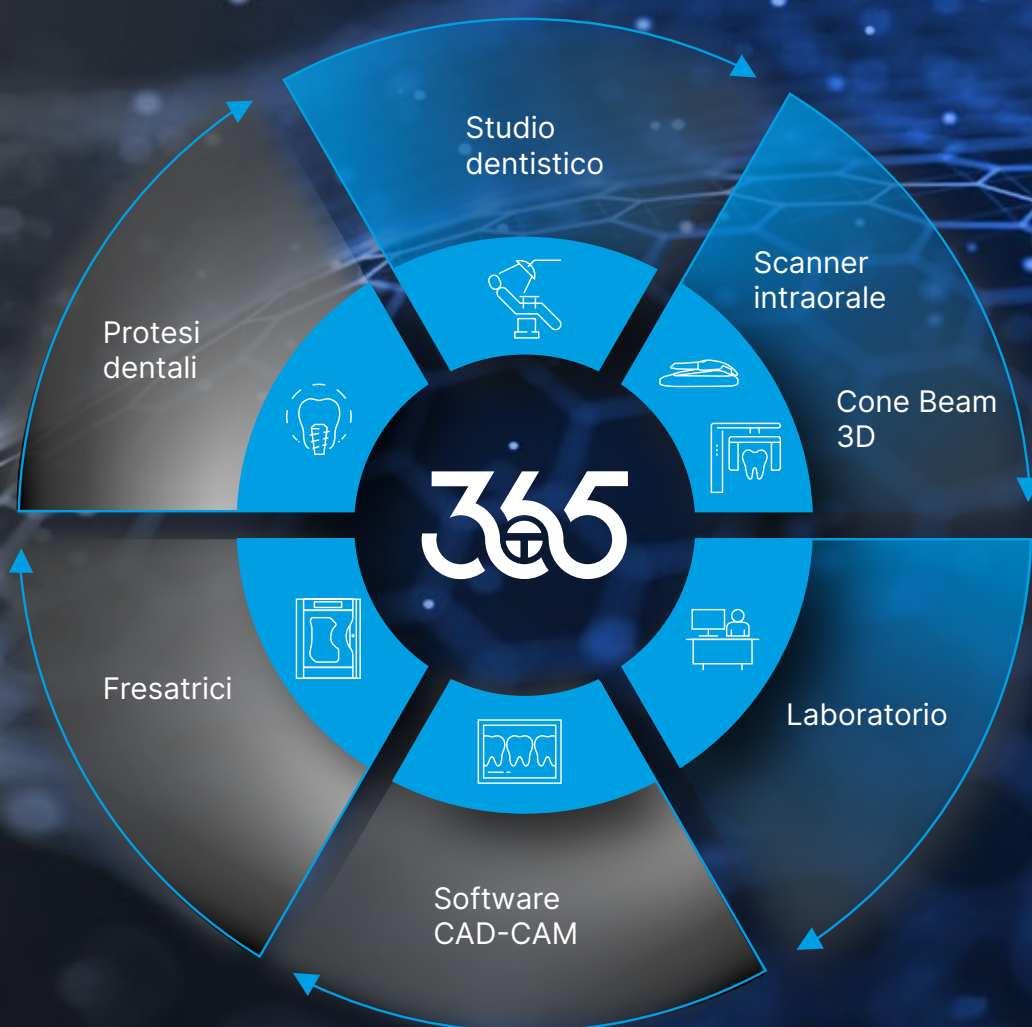 Studio
dentistico
Scanner
intraorale
Cone Beam
3D
Protesi
dentali
365
Fresatrici
Laboratorio
Software
CAD-CAM